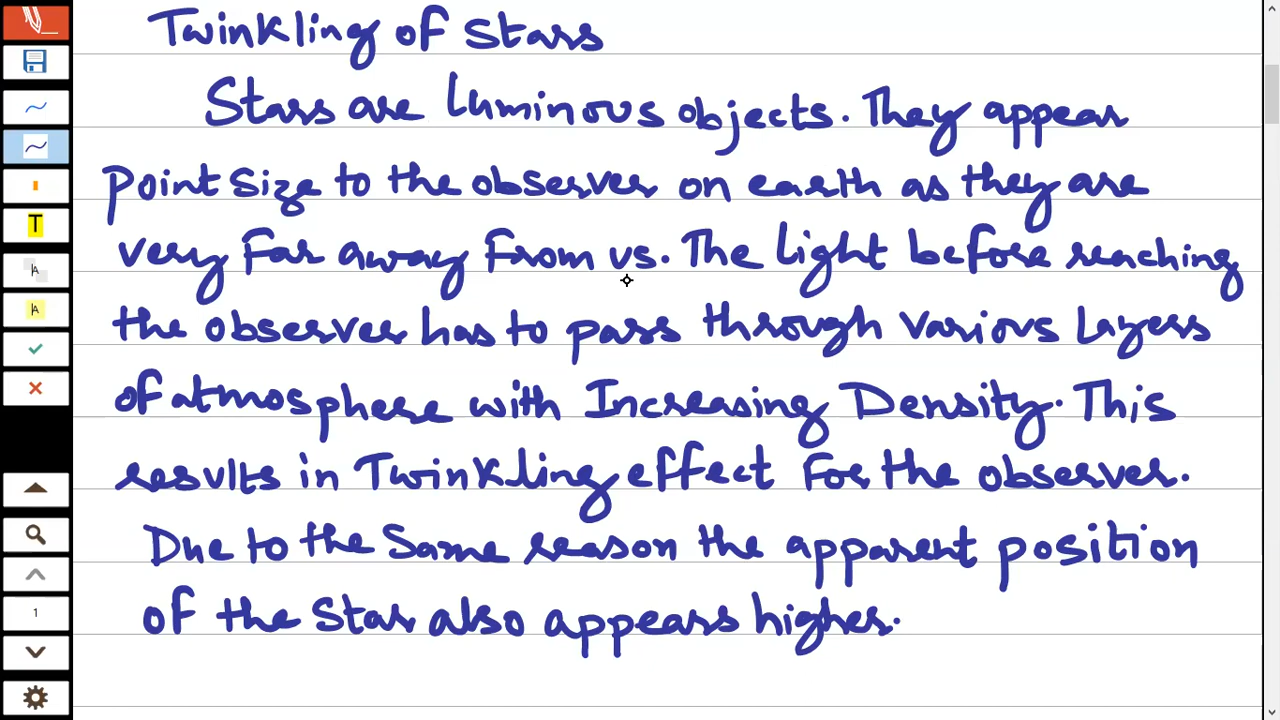 Twinkling of Stars
Stars are Luminous objects. They appear
Point Size to the observer on earth as they are
very Far away From us. The Light before reaching
the observer has to pass through various Layers
of atmosphere with Increasing Density. This
results in Twinkling effect For the observer.
Due to the Same reason the apparent position
of the Star also appears higher.
T
A
A
1